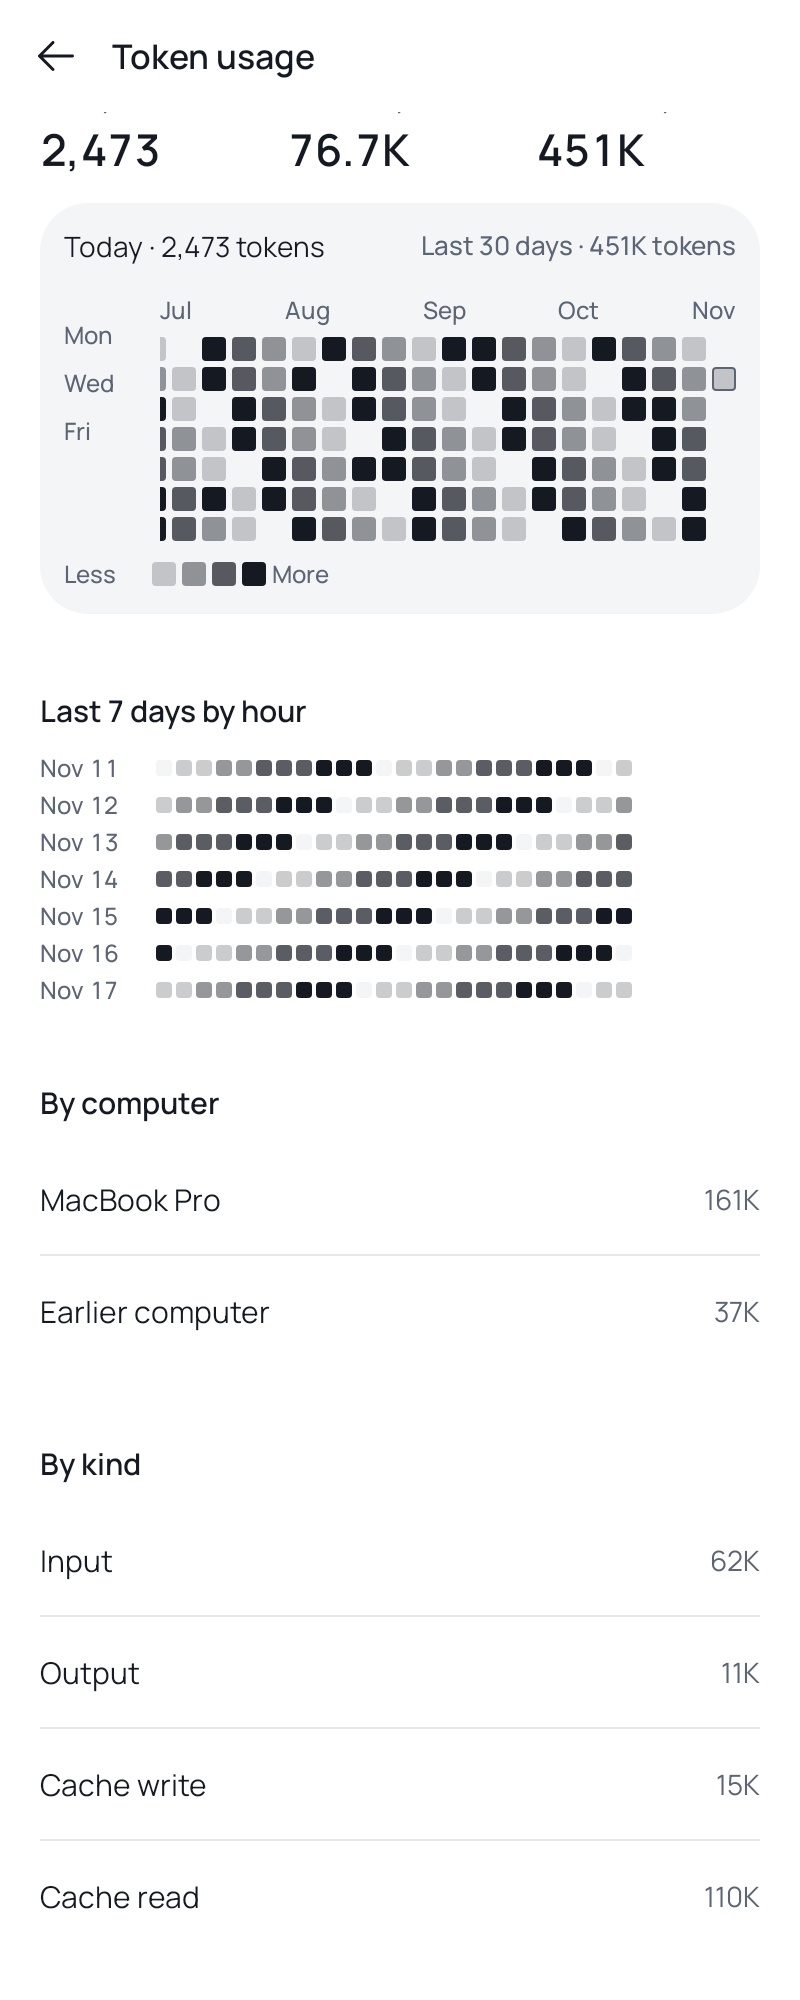 Token usage
2,473 76.7K 451K
Today · 2,473 tokens Last 30 days · 451K tokens
Jul Aug Sep Oct Nov
Mon
Wed
Fri
Less More
Last 7 days by hour
Nov 11
Nov 12
Nov 13
Nov 14
Nov 15
Nov 16
Nov 17
By computer
MacBook Pro 161K
Earlier computer 37K
By kind
Input 62K
Output 11K
Cache write 15K
Cache read 110K